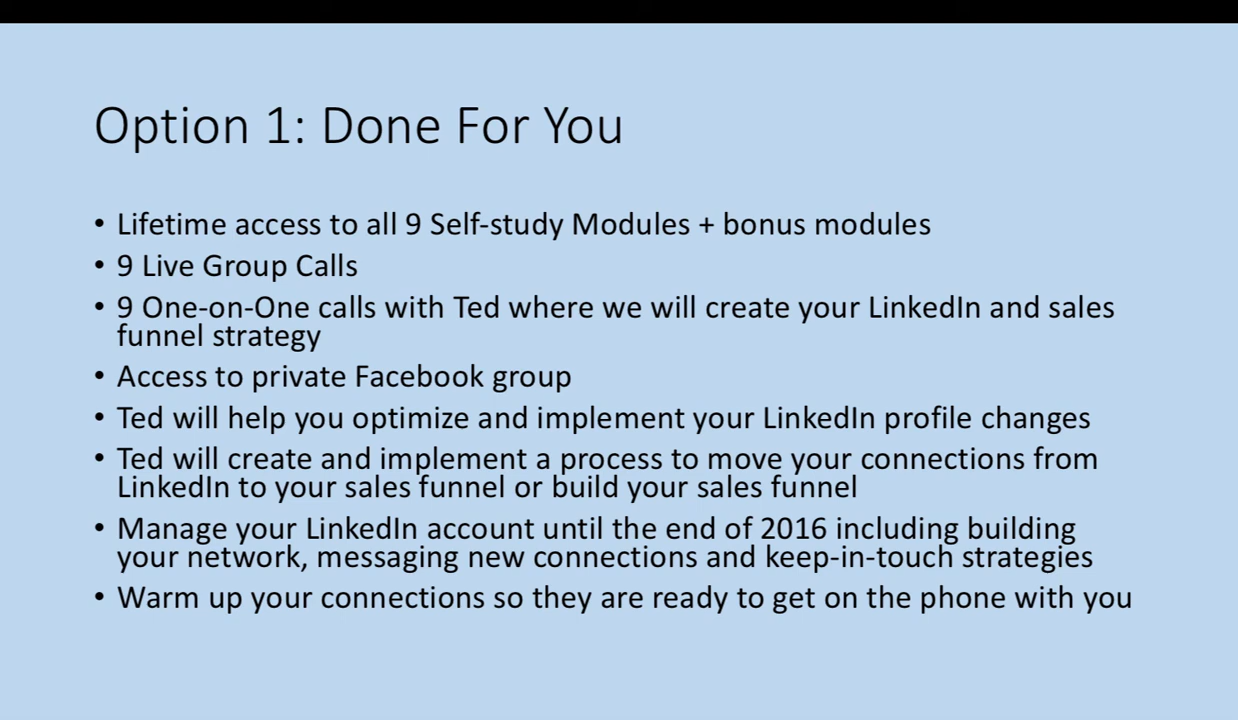 Option 1: Done For You
• Lifetime access to all 9 Self-study Modules + bonus modules
• 9 Live Group Calls
• 9 One-on-One calls with Ted where we will create your LinkedIn and sales
funnel strategy
• Access to private Facebook group
• Ted will help you optimize and implement your LinkedIn profile changes
• Ted will create and implement a process to move your connections from
LinkedIn to your sales funnel or build your sales funnel
• Manage your LinkedIn account until the end of 2016 including building
your network, messaging new connections and keep-in-touch strategies
• Warm up your connections so they are ready to get on the phone with you